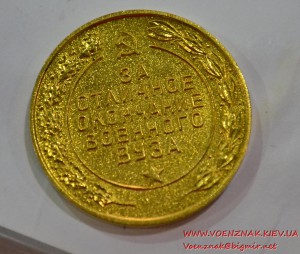 ЗА
ОТЛИЧНОЕ
ОКОНЧАНИЕ
ВОЕННОГО
ВУЗА
WWW.VOENZNAK.KIEV.UA
Voenznak@bigmir.net